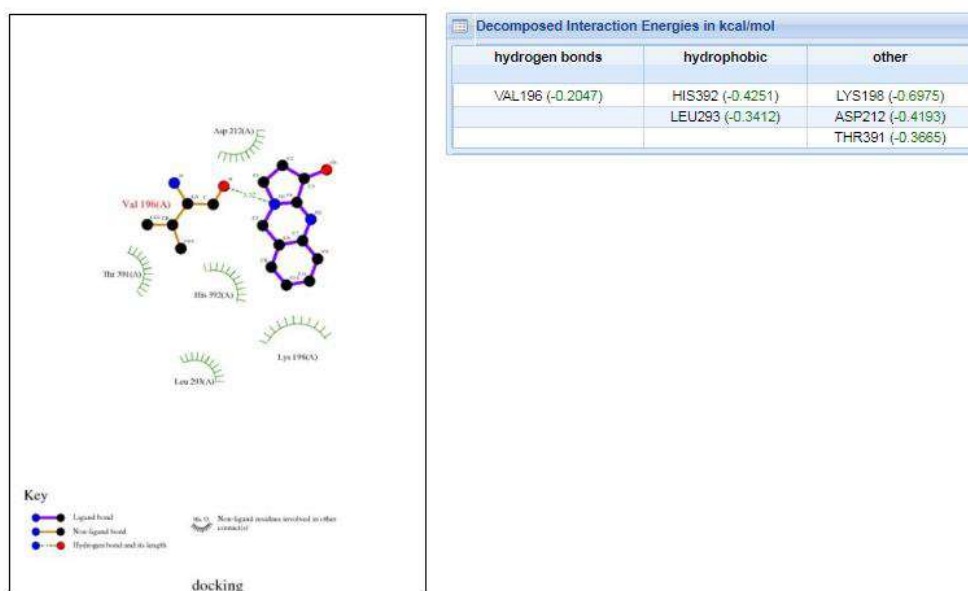 Decomposed Interaction Energies in kcal/mol
hydrogen bonds hydrophobic other
VAL196 (-0.2047) HIS392 (-0.4251) LYS198 (-0.6975)
LEU293 (-0.3412) ASP212 (-0.4193)
THR391 (-0.3665)
Asp 212(A)
Val 196(A)
Thr 391(A)
His 392(A)
Lys 198(A)
Leu 293(A)
Key
Ligand bond
Non-ligand bond
Hydrogen bond and its length
Non-ligand residues involved in other
contact(s)
docking